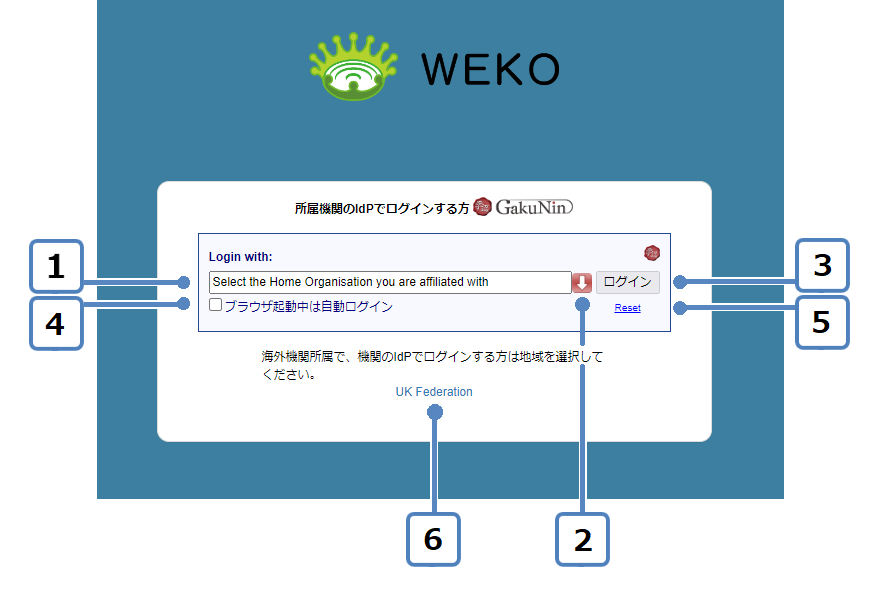 WEKO
所属機関のIdPでログインする方 GakuNin
Login with:
1
Select the Home Organisation you are affiliated with
ログイン
3
4
ブラウザ起動中は自動ログイン
Reset
5
海外機関所属で、機関のIdPでログインする方は地域を選択して
ください。
UK Federation
6
2